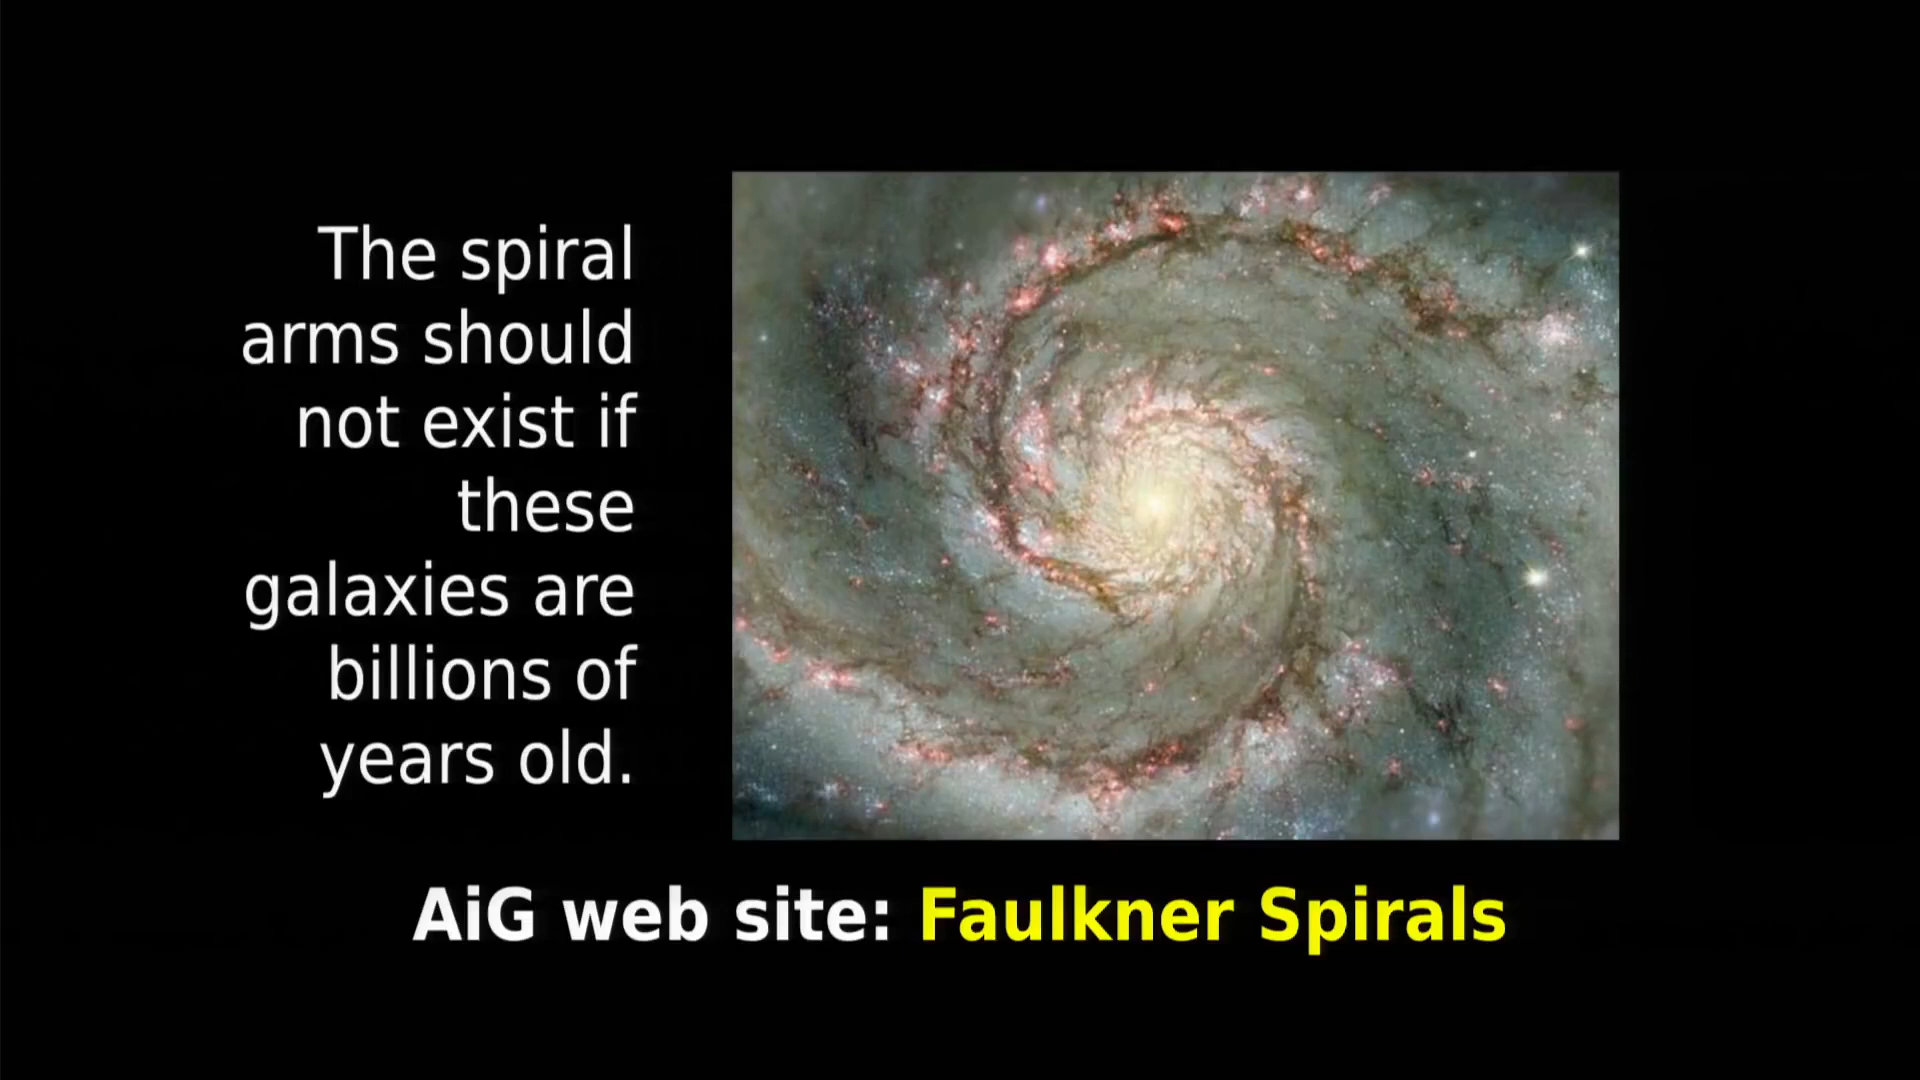 The spiral
arms should
not exist if
these
galaxies are
billions of
years old.
AiG web site: Faulkner Spirals